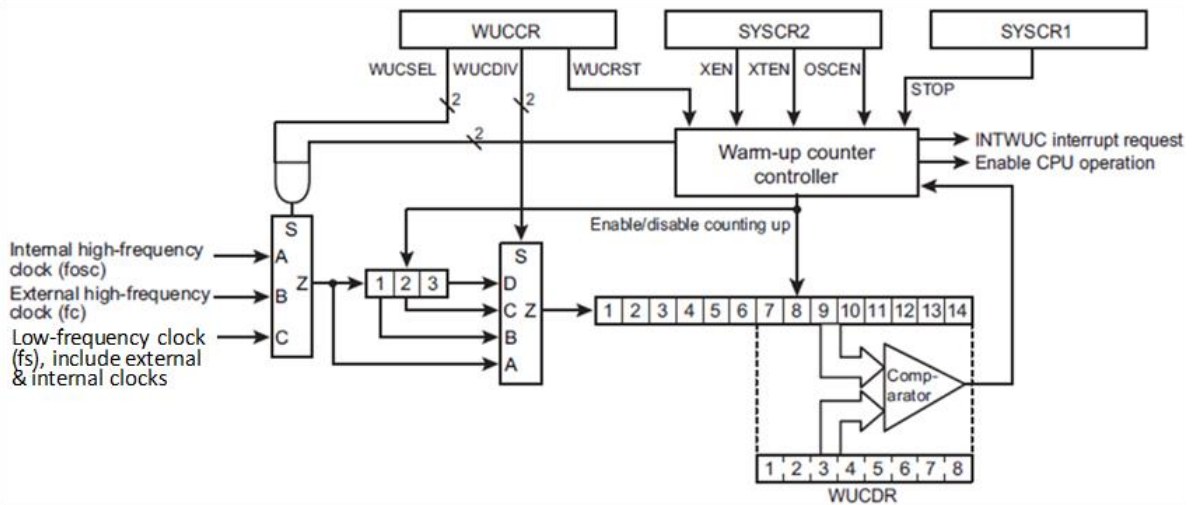 WUCCR
SYSCR2
SYSCR1
WUCSEL
WUCDIV
WUCRST
XEN
XTEN
OSCEN
STOP
2
2
2
Warm-up counter
controller
INTWUC interrupt request
Enable CPU operation
Enable/disable counting up
Internal high-frequency
clock (fosc)
External high-frequency
clock (fc)
Low-frequency clock
(fs), include external
& internal clocks
S
A
B
C
Z
1 2 3
S
D
C Z
B
A
1 2 3 4 5 6 7 8 9 10 11 12 13 14
Comp-
arator
1 2 3 4 5 6 7 8
WUCDR